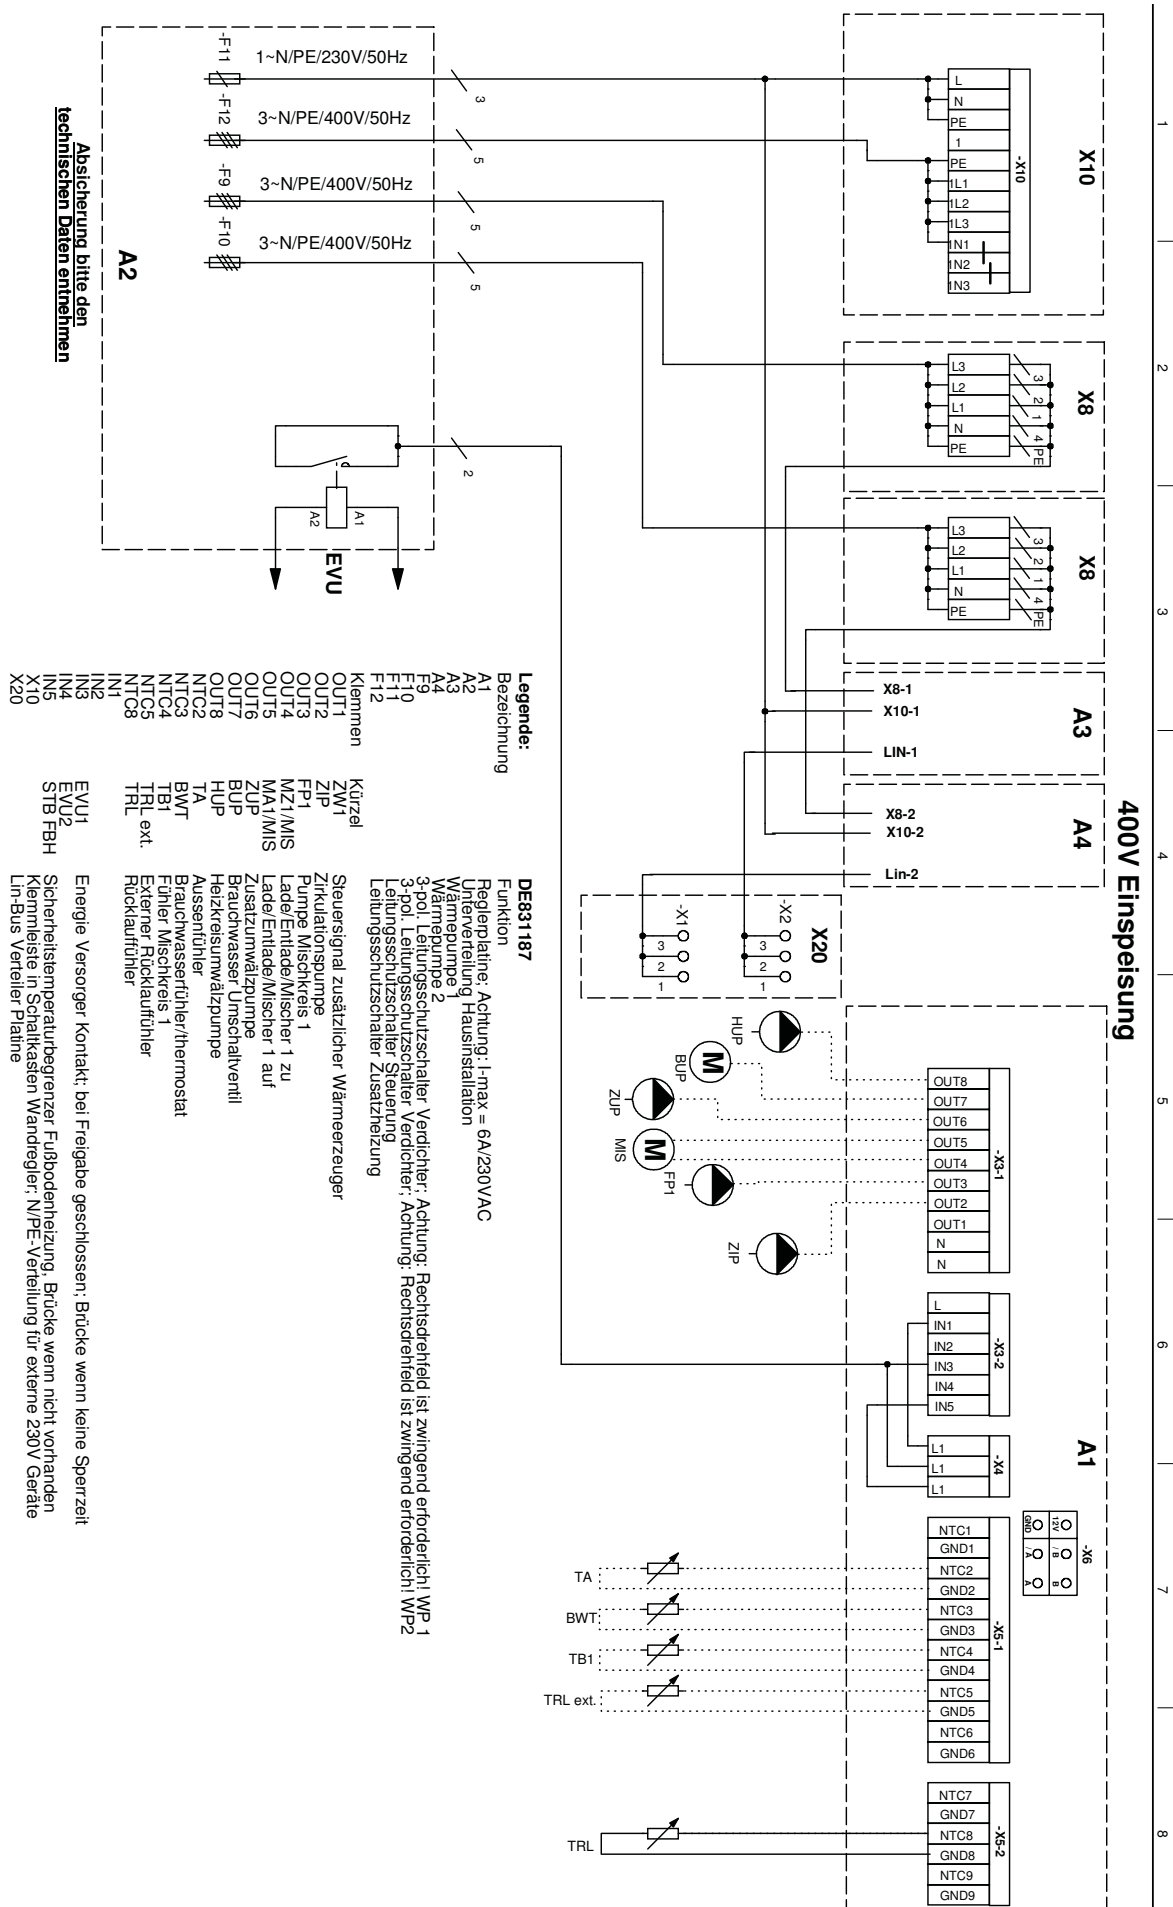 400V Einspeisung
1
2
3
4
5
6
7
8
X10
-X10
L
N
PE
1
PE
1L1
1L2
1L3
1N1
1N2
1N3
X8
L3
L2
L1
N
PE
3
2
1
4
PE
X8
L3
L2
L1
N
PE
3
2
1
4
PE
A3
X8-1
X10-1
LIN-1
A4
X8-2
X10-2
Lin-2
X20
-X2
3
2
1
-X1
3
2
1
A1
-X3-1
OUT8
OUT7
OUT6
OUT5
OUT4
OUT3
OUT2
OUT1
N
N
HUP
M
BUP
ZUP
M
MIS
FP1
ZIP
-X3-2
L
IN1
IN2
IN3
IN4
IN5
-X4
L1
L1
L1
-X6
12V
/ B
B
GND
/ A
A
-X5-1
NTC1
GND1
NTC2
GND2
NTC3
GND3
NTC4
GND4
NTC5
GND5
NTC6
GND6
TA
BWT
TB1
TRL ext.
-X5-2
NTC7
GND7
NTC8
GND8
NTC9
GND9
TRL
-F11
1~N/PE/230V/50Hz
3
-F12
3~N/PE/400V/50Hz
5
-F9
3~N/PE/400V/50Hz
5
-F10
3~N/PE/400V/50Hz
5
A2
2
A1
A2
EVU
Absicherung bitte den
technischen Daten entnehmen
Legende: DE831187
Bezeichnung Funktion
A1 Reglerplatine; Achtung: I-max = 6A/230VAC
A2 Unterverteilung Hausinstallation
A3 Wärmepumpe 1
A4 Wärmepumpe 2
F9 3-pol. Leitungsschutzschalter Verdichter; Achtung: Rechtsdrehfeld ist zwingend erforderlich! WP 1
F10 3-pol. Leitungsschutzschalter Verdichter; Achtung: Rechtsdrehfeld ist zwingend erforderlich! WP2
F11 Leitungsschutzschalter Steuerung
F12 Leitungsschutzschalter Zusatzheizung
Klemmen Kürzel
OUT1 ZW1 Steuersignal zusätzlicher Wärmeerzeuger
OUT2 ZIP Zirkulationspumpe
OUT3 FP1 Pumpe Mischkreis 1
OUT4 MZ1/MIS Lade/Entlade/Mischer 1 zu
OUT5 MA1/MIS Lade/Entlade/Mischer 1 auf
OUT6 ZUP Zusatzumwälzpumpe
OUT7 BUP Brauchwasser Umschaltventil
OUT8 HUP Heizkreisumwälzpumpe
NTC2 TA Aussenfühler
NTC3 BWT Brauchwasserfühler/thermostat
NTC4 TB1 Fühler Mischkreis 1
NTC5 TRL ext. Externer Rücklauffühler
NTC8 TRL Rücklauffühler
IN1
IN2
IN3 EVU1 Energie Versorger Kontakt; bei Freigabe geschlossen; Brücke wenn keine Sperrzeit
IN4 EVU2
IN5 STB FBH Sicherheitstemperaturbegrenzer Fußbodenheizung, Brücke wenn nicht vorhanden
X10 Klemmleiste in Schaltkasten Wandregler; N/PE-Verteilung für externe 230V Geräte
X20 Lin-Bus Verteiler Platine